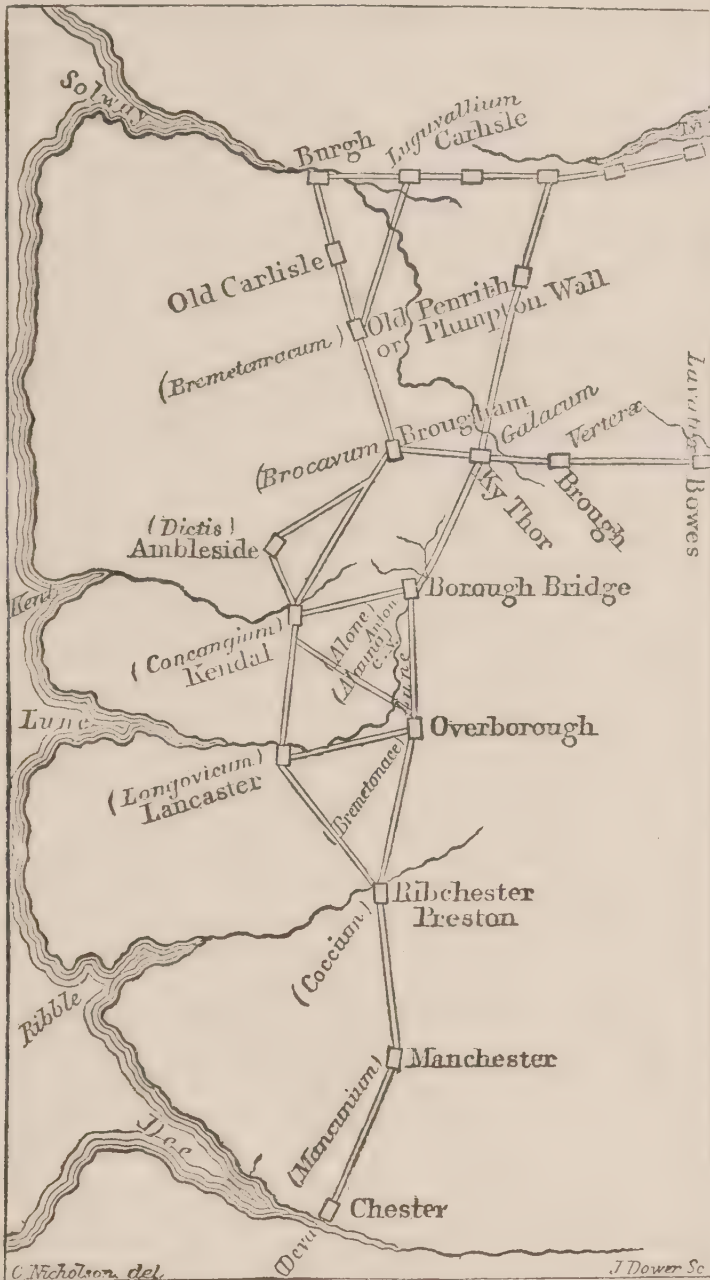 Solway
Burgh
Luguvallium
Carlisle
Old Carlisle
Old Penrith
or Plumpton Wall
(Bremetonracum)
Brougham
(Brocavum)
Galacum
Verteræ
Bowes
Ky Thor
Brough
(Dictis)
Ambleside
Borough Bridge
Kent
(Concangium)
Kendal
(Alone)
Lune
Lune
Overborough
(Longovicum)
Lancaster
(Bremetonace)
Ribchester
Preston
(Coccium)
Ribble
Manchester
(Mancunium)
Dee
Chester
(Deva
C Nicholson, del.
J Dower Sc